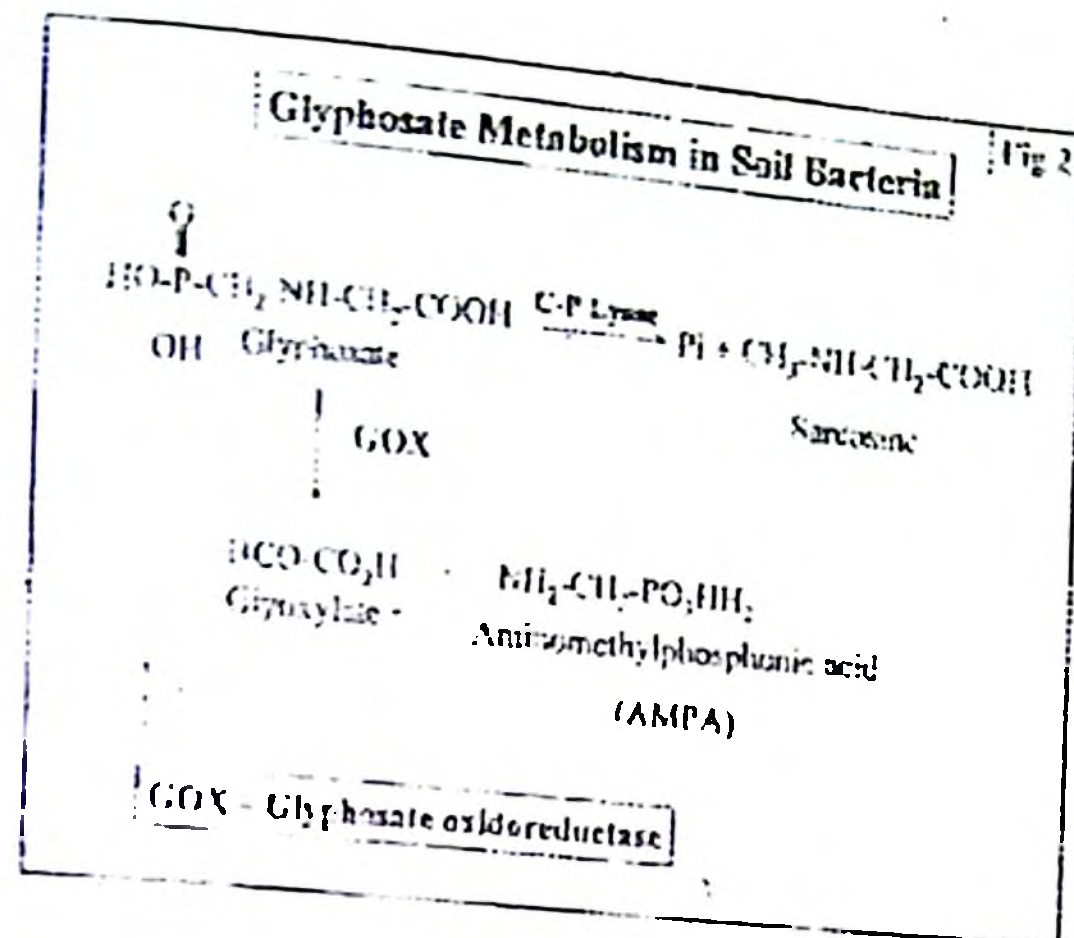 Glyphosate Metabolism in Soil Bacteria
Fig 2
O
HO-P-CH2 NH-CH2-COOH C-P Lyase Pi + CH3-NH-CH2-COOH
OH Glyphosate
Sarcosine
GOX
HCO-CO2H NH2-CH2-PO3HH2
Glyoxylate Aminomethylphosphonic acid
(AMPA)
GOX - Glyphosate oxidoreductase